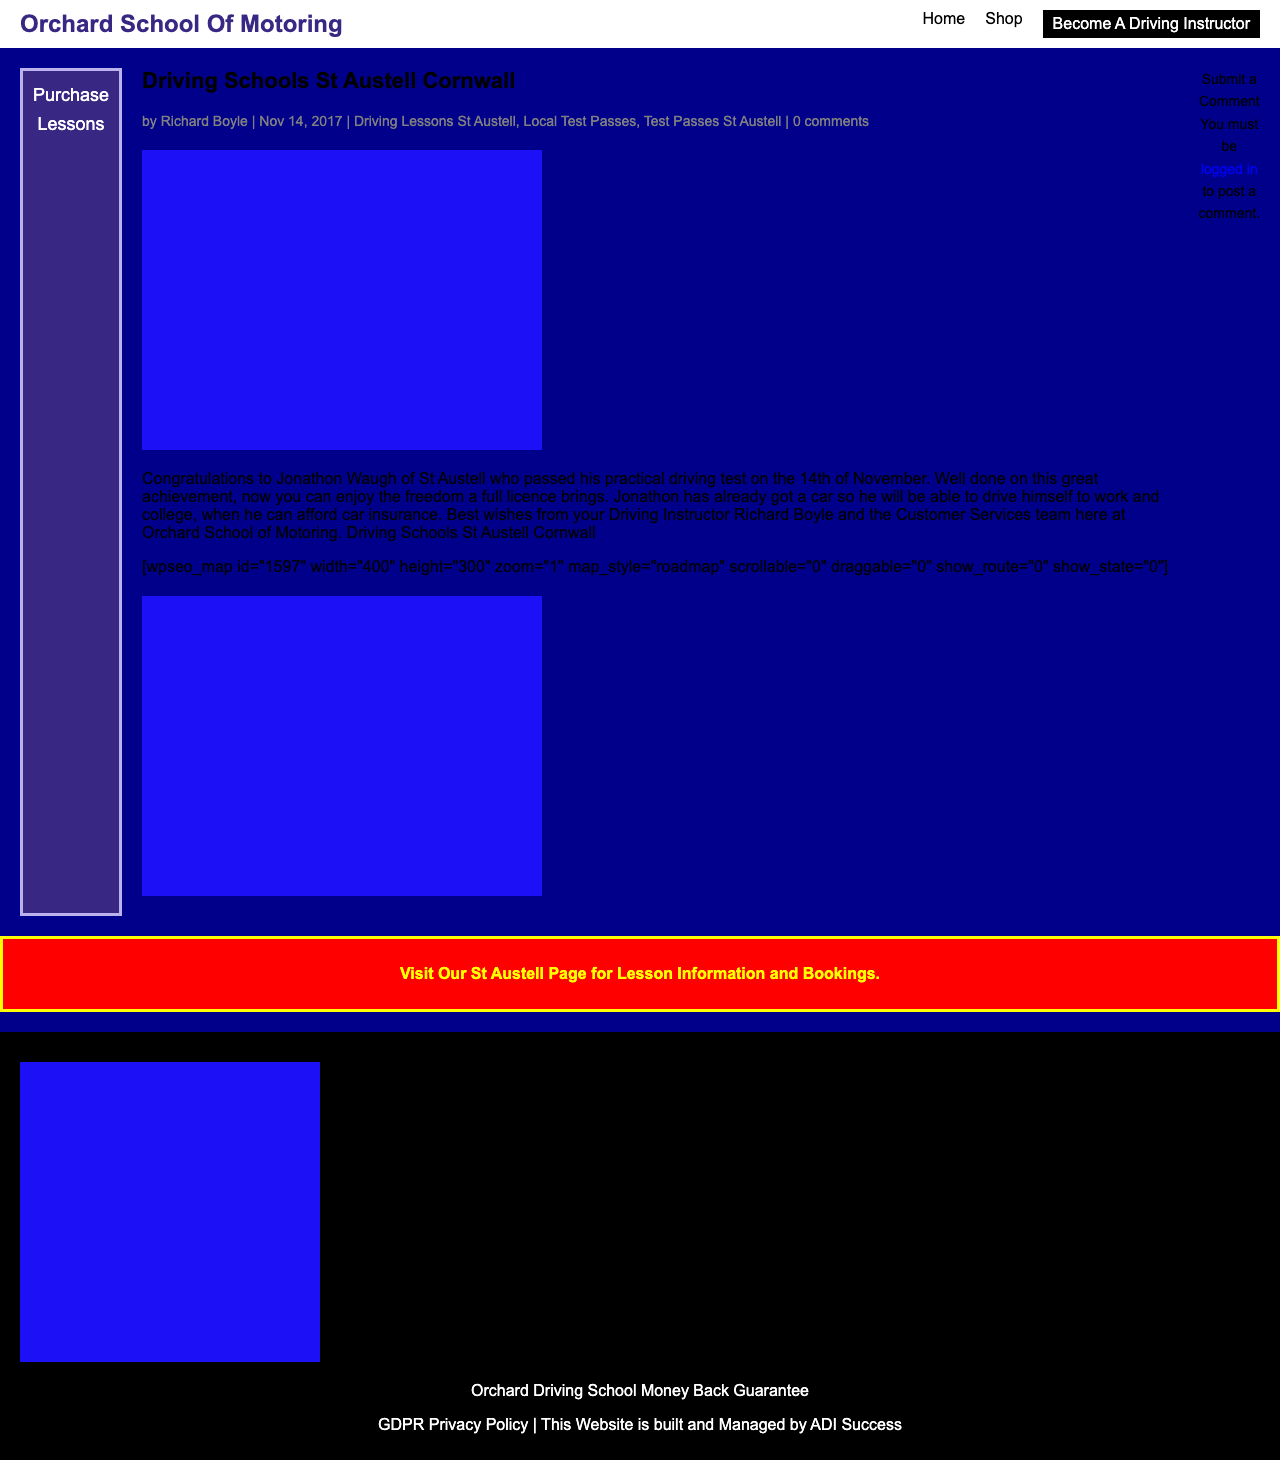 Orchard School Of Motoring
Home
Shop
Become A Driving Instructor
Purchase
Lessons
Driving Schools St Austell Cornwall
by Richard Boyle | Nov 14, 2017 | Driving Lessons St Austell, Local Test Passes, Test Passes St Austell | 0 comments
Congratulations to Jonathon Waugh of St Austell who passed his practical driving test on the 14th of November. Well done on this great
achievement, now you can enjoy the freedom a full licence brings. Jonathon has already got a car so he will be able to drive himself to work and
college, when he can afford car insurance. Best wishes from your Driving Instructor Richard Boyle and the Customer Services team here at
Orchard School of Motoring. Driving Schools St Austell Cornwall
[wpseo_map id="1597" width="400" height="300" zoom="1" map_style="roadmap" scrollable="0" draggable="0" show_route="0" show_state="0"]
Submit a
Comment
You must
be
logged in
to post a
comment.
Visit Our St Austell Page for Lesson Information and Bookings.
Orchard Driving School Money Back Guarantee
GDPR Privacy Policy | This Website is built and Managed by ADI Success